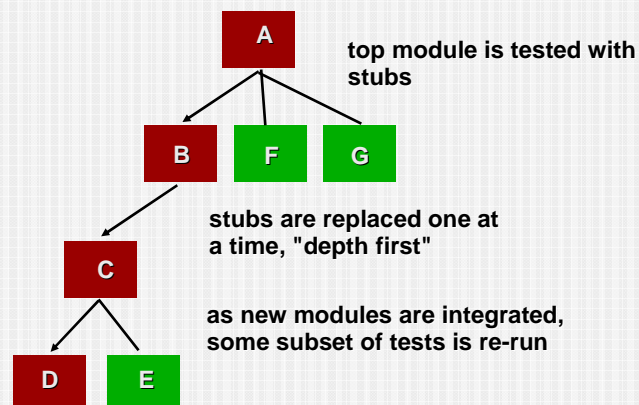 A
top module is tested with
stubs
B
F
G
stubs are replaced one at
a time, "depth first"
C
as new modules are integrated,
some subset of tests is re-run
D
E